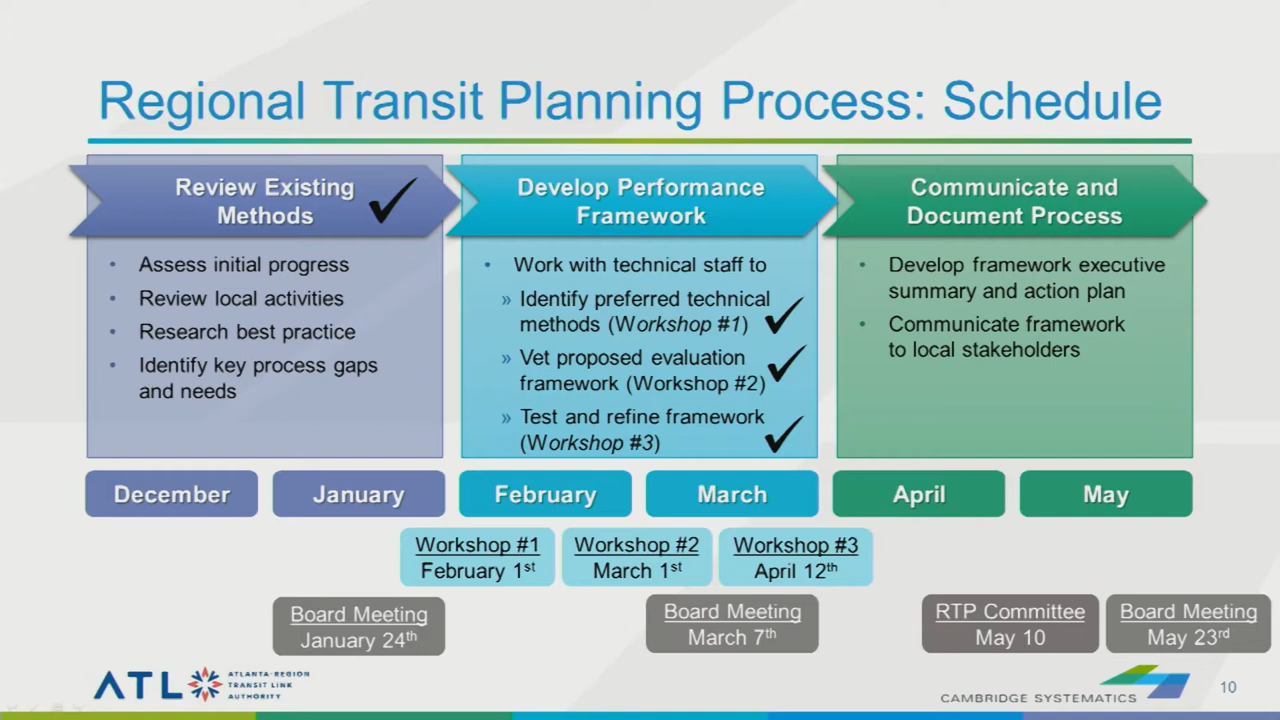 Regional Transit Planning Process: Schedule
Review Existing
Methods
• Assess initial progress
• Review local activities
• Research best practice
• Identify key process gaps
and needs
Develop Performance
Framework
• Work with technical staff to
» Identify preferred technical
methods (Workshop #1)
» Vet proposed evaluation
framework (Workshop #2)
» Test and refine framework
(Workshop #3)
Communicate and
Document Process
• Develop framework executive
summary and action plan
• Communicate framework
to local stakeholders
December
January
February
March
April
May
Workshop #1
February 1st
Workshop #2
March 1st
Workshop #3
April 12th
Board Meeting
January 24th
Board Meeting
March 7th
RTP Committee
May 10
Board Meeting
May 23rd
ATL
ATLANTA-REGION
TRANSIT LINK
AUTHORITY
CAMBRIDGE SYSTEMATICS
10